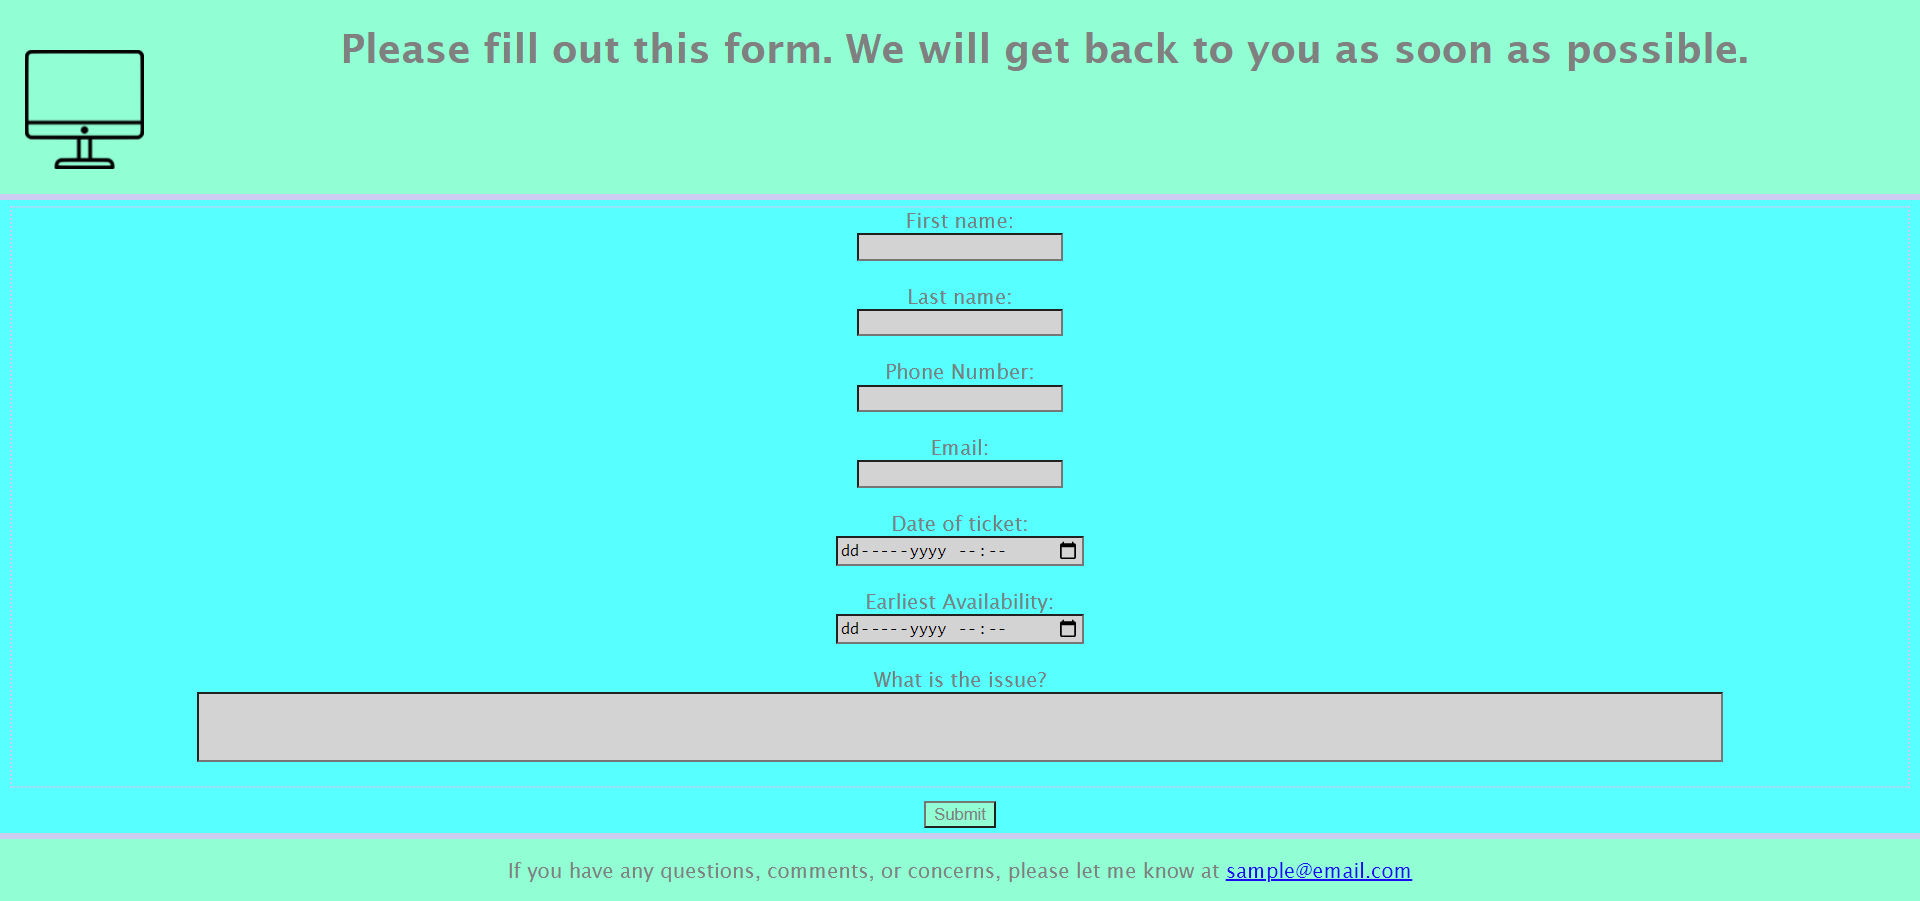 Please fill out this form. We will get back to you as soon as possible.
First name:
Last name:
Phone Number:
Email:
Date of ticket:
dd-----yyyy --:--
Earliest Availability:
dd-----yyyy --:--
What is the issue?
Submit
If you have any questions, comments, or concerns, please let me know at sample@email.com